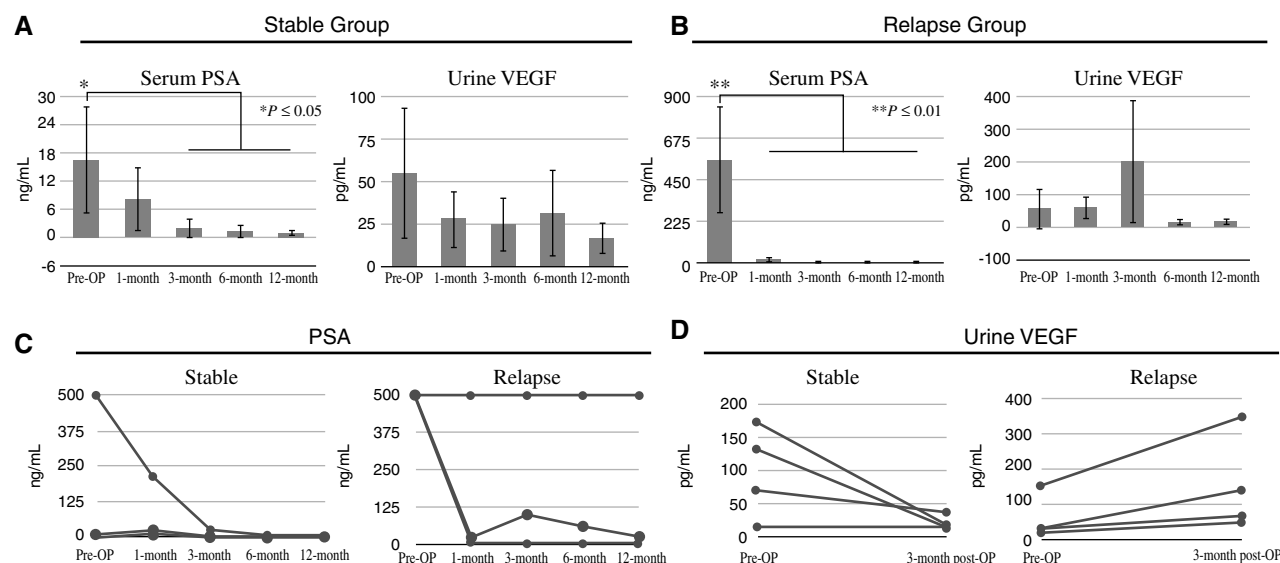 A
Stable Group
Serum PSA
*
*P ≤ 0.05
ng/mL
30
24
18
12
6
0
-6
Pre-OP 1-month 3-month 6-month 12-month
Urine VEGF
pg/mL
100
75
50
25
0
Pre-OP 1-month 3-month 6-month 12-month
B
Relapse Group
Serum PSA
**
**P ≤ 0.01
ng/mL
900
675
450
225
0
Pre-OP 1-month 3-month 6-month 12-month
Urine VEGF
pg/mL
400
300
200
100
0
-100
Pre-OP 1-month 3-month 6-month 12-month
C
PSA
Stable
ng/mL
500
375
250
125
0
Pre-OP 1-month 3-month 6-month 12-month
Relapse
ng/mL
500
375
250
125
0
Pre-OP 1-month 3-month 6-month 12-month
D
Urine VEGF
Stable
pg/mL
200
150
100
50
0
Pre-OP 3-month post-OP
Relapse
pg/mL
400
300
200
100
0
Pre-OP 3-month post-OP